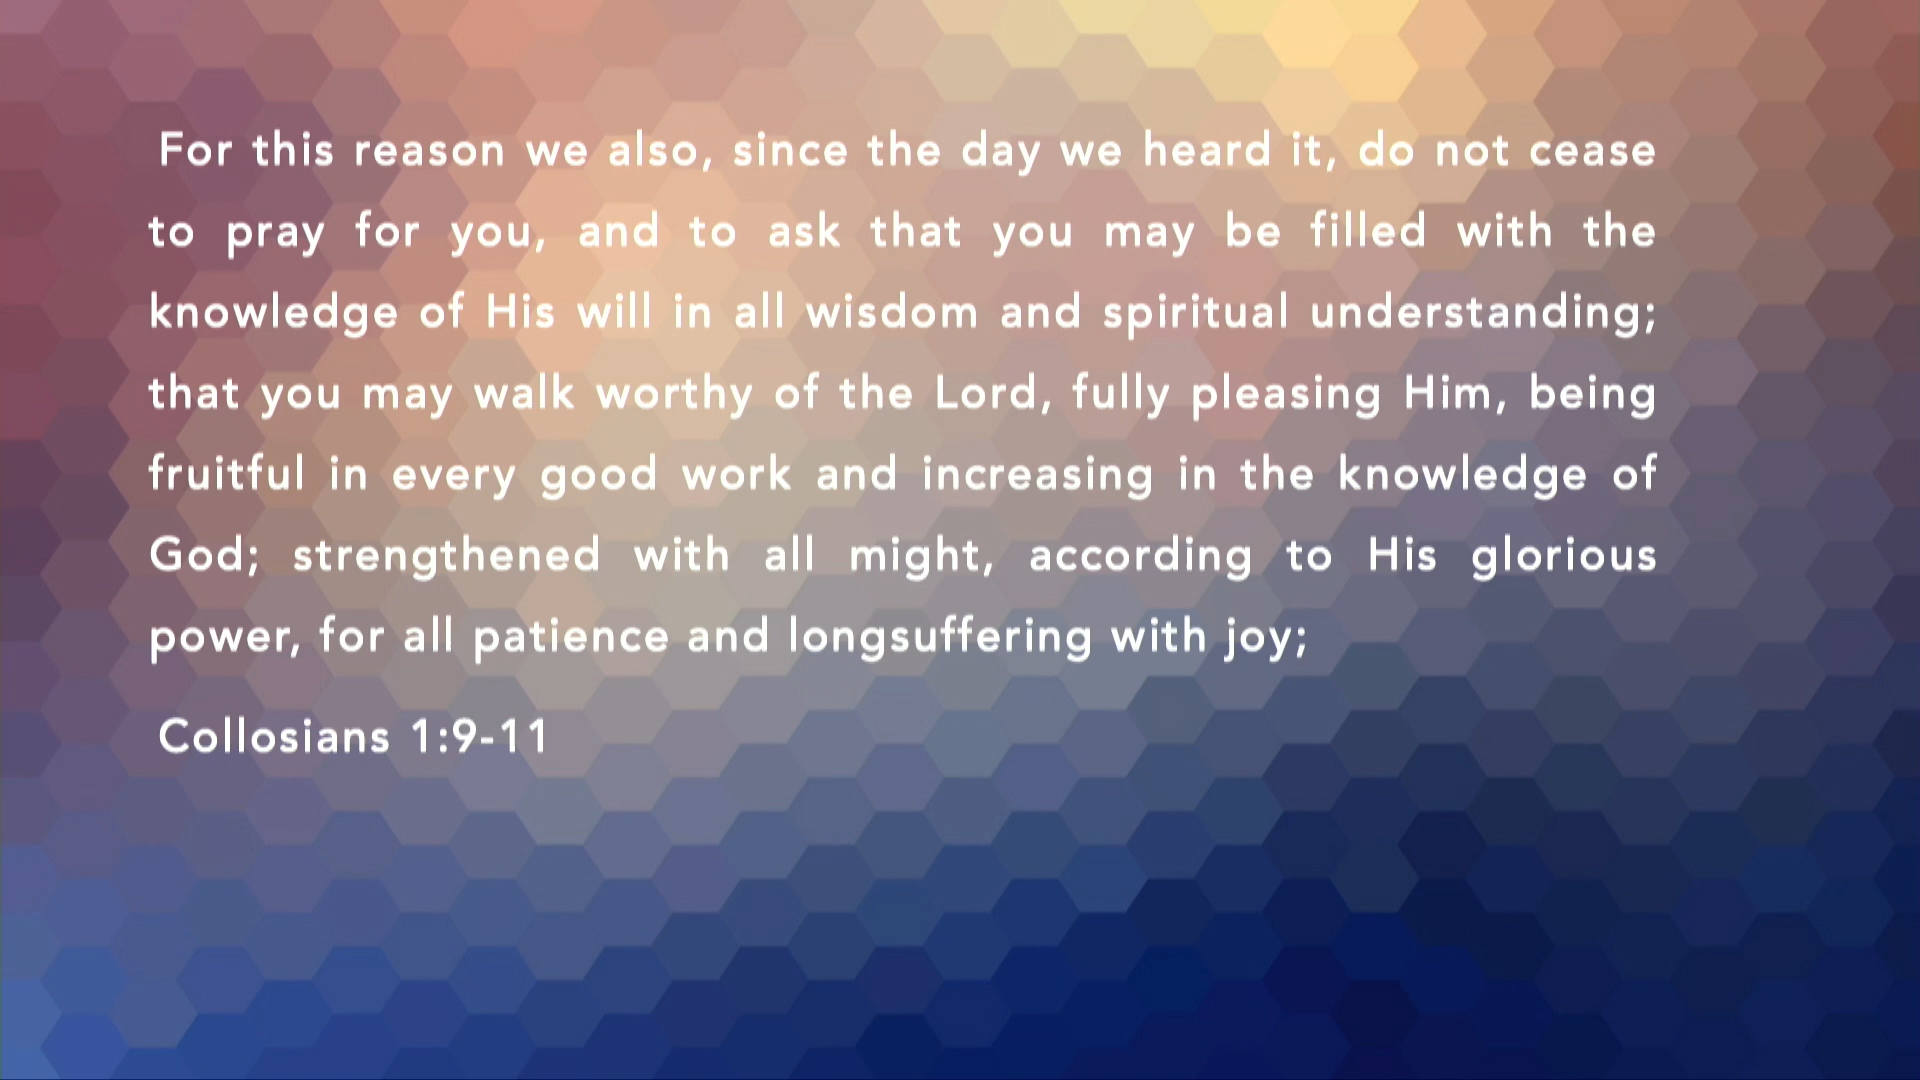 For this reason we also, since the day we heard it, do not cease
to pray for you, and to ask that you may be filled with the
knowledge of His will in all wisdom and spiritual understanding;
that you may walk worthy of the Lord, fully pleasing Him, being
fruitful in every good work and increasing in the knowledge of
God; strengthened with all might, according to His glorious
power, for all patience and longsuffering with joy;
Collosians 1:9-11